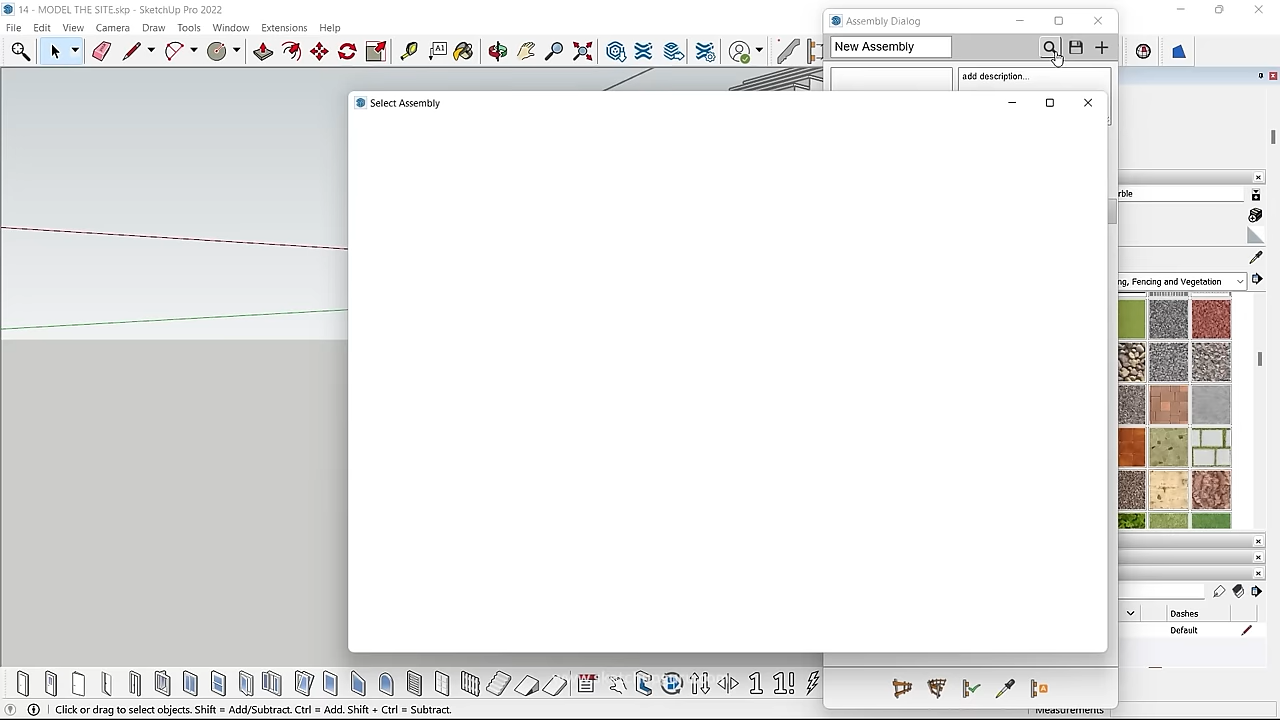 14 - MODEL THE SITE.skp - SketchUp Pro 2022
Assembly Dialog
File Edit View Camera Draw Tools Window Extensions Help
New Assembly
add description...
Select Assembly
rble
ng, Fencing and Vegetation
Dashes
Default
Click or drag to select objects. Shift = Add/Subtract. Ctrl = Add. Shift + Ctrl = Subtract.
Measurements